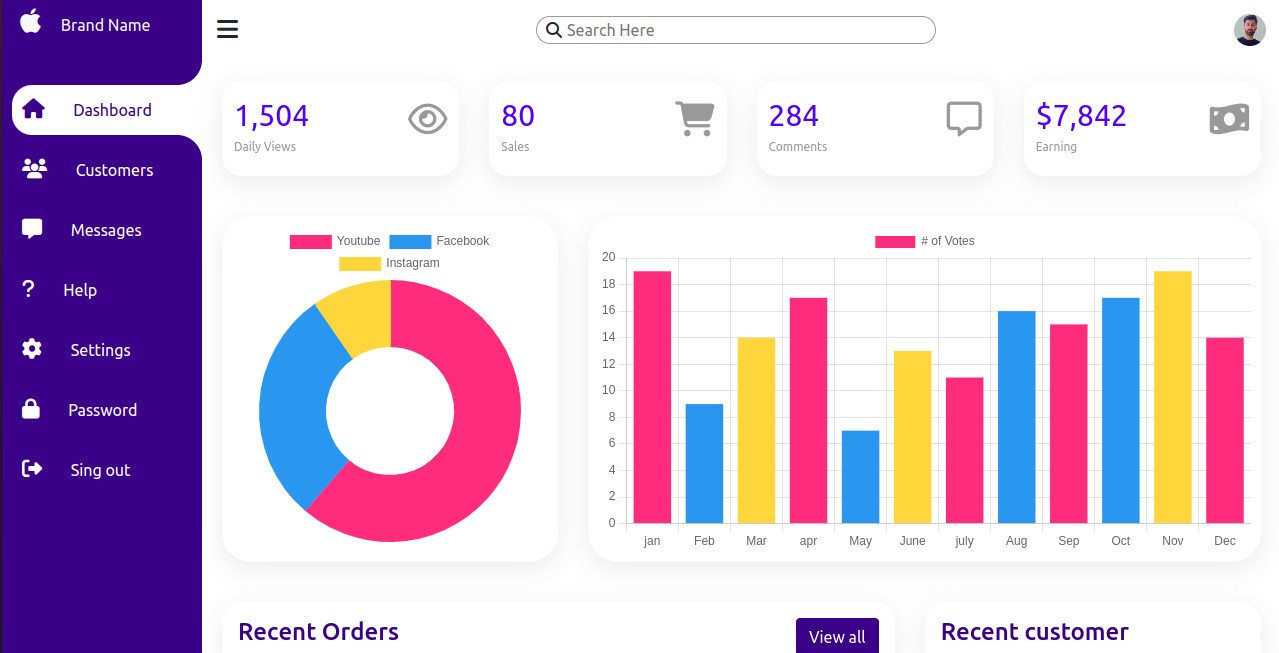 Brand Name
Search Here
Dashboard
Customers
Messages
Help
Settings
Password
Sing out
1,504
Daily Views
80
Sales
284
Comments
$7,842
Earning
Youtube Facebook
Instagram
# of Votes
20
18
16
14
12
10
8
6
4
2
0
jan Feb Mar apr May June july Aug Sep Oct Nov Dec
Recent Orders
View all
Recent customer